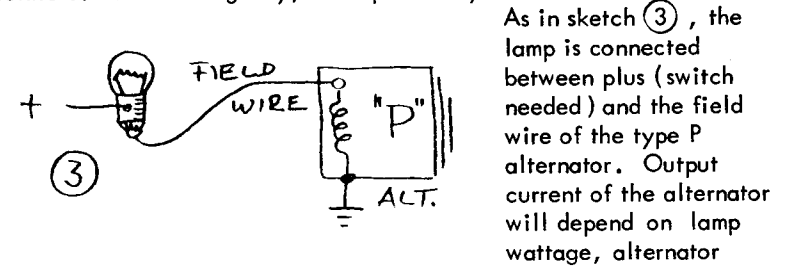 As in sketch 3 , the
lamp is connected
between plus (switch
needed) and the field
wire of the type P
alternator. Output
current of the alternator
will depend on lamp
wattage, alternator
+
FIELD
WIRE
"P"
ALT.
3